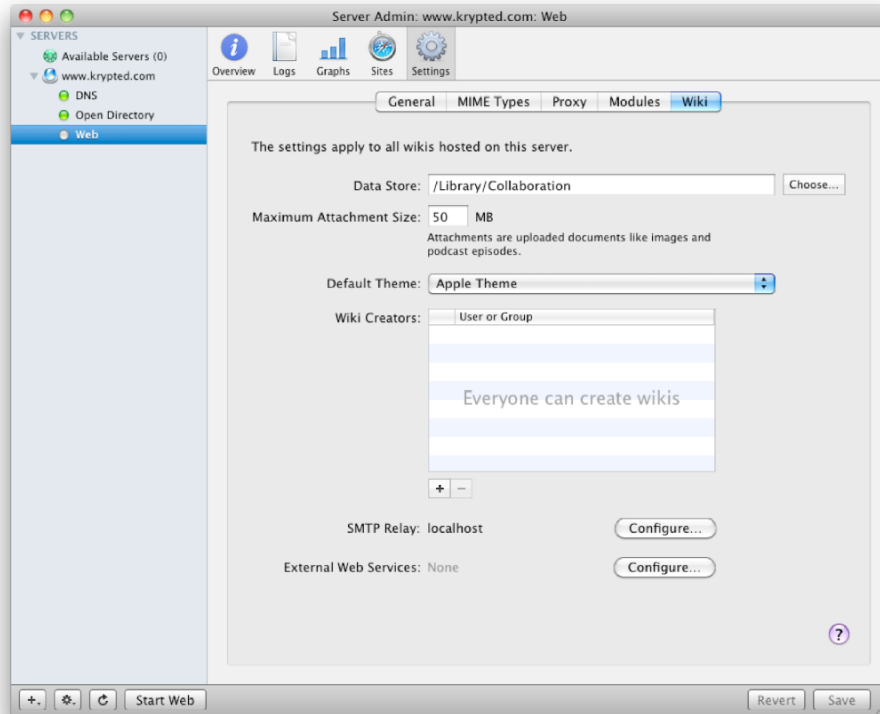 Server Admin: www.krypted.com: Web
SERVERS
Available Servers (0)
www.krypted.com
DNS
Open Directory
Web
Overview Logs Graphs Sites Settings
General MIME Types Proxy Modules Wiki
The settings apply to all wikis hosted on this server.
Data Store: /Library/Collaboration Choose...
Maximum Attachment Size: 50 MB
Attachments are uploaded documents like images and
podcast episodes.
Default Theme: Apple Theme
Wiki Creators: User or Group
Everyone can create wikis
+ −
SMTP Relay: localhost Configure...
External Web Services: None Configure...
?
+ Start Web Revert Save